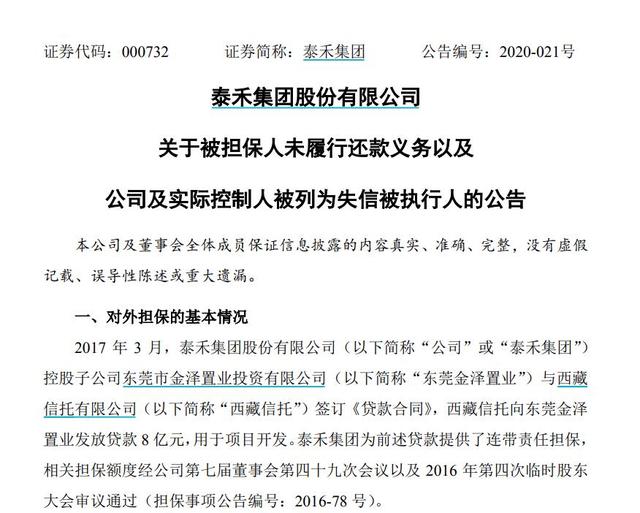 证券代码：000732 证券简称：泰禾集团 公告编号：2020-021号
泰禾集团股份有限公司
关于被担保人未履行还款义务以及
公司及实际控制人被列为失信被执行人的公告
本公司及董事会全体成员保证信息披露的内容真实、准确、完整，没有虚假
记载、误导性陈述或重大遗漏。
一、对外担保的基本情况
2017 年 3 月，泰禾集团股份有限公司（以下简称“公司”或“泰禾集团”）
控股子公司东莞市金泽置业投资有限公司（以下简称“东莞金泽置业”）与西藏
信托有限公司（以下简称“西藏信托”）签订《贷款合同》，西藏信托向东莞金泽
置业发放贷款 8 亿元，用于项目开发。泰禾集团为前述贷款提供了连带责任担保，
相关担保额度经公司第七届董事会第四十九次会议以及 2016 年第四次临时股东
大会审议通过（担保事项公告编号：2016-78 号）。